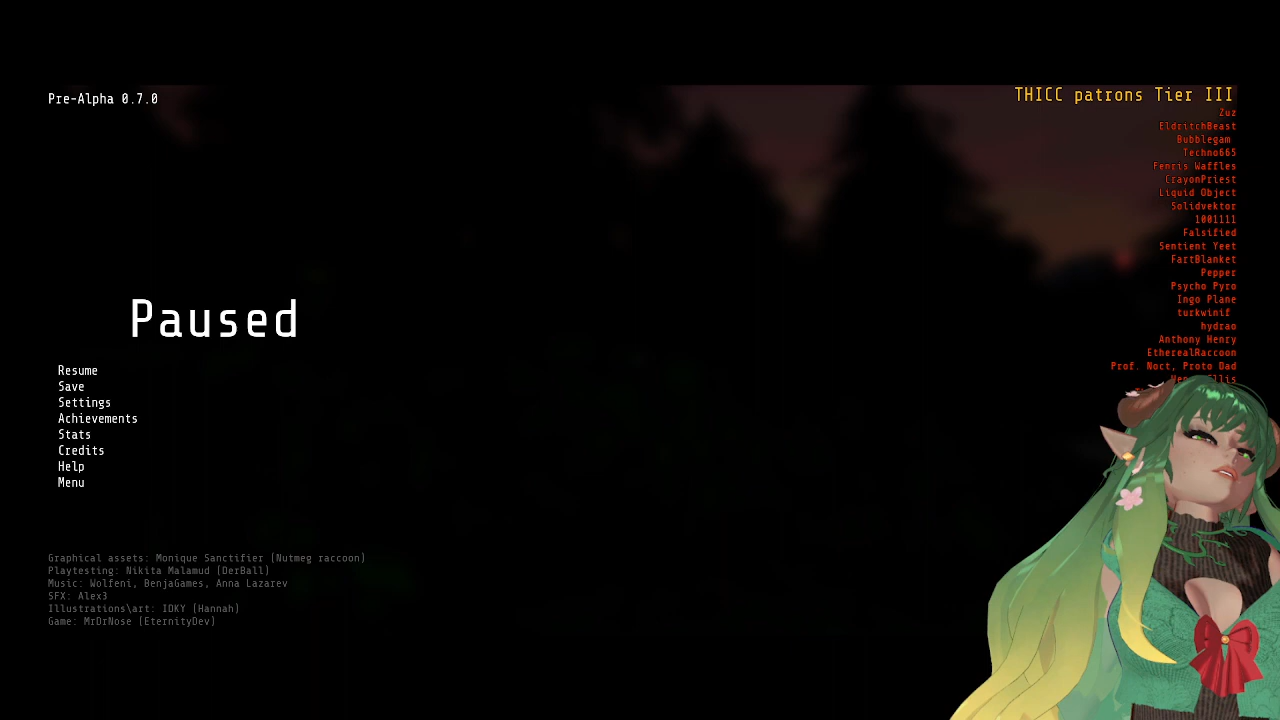 Pre-Alpha 0.7.0
THICC patrons Tier III
Zur
EldritchBeast
Bubblegam
Techno665
Fenris Waffles
CrayonPriest
Liquid Object
Solidvektor
1001111
Falsified
Sentient Yeet
FartBlanket
Pepper
Psycho Pyro
Ingo Plane
turkwinif
hydrao
Anthony Henry
EtherealRaccoon
Prof. Noct, Proto Dad
Paused
Resume
Save
Settings
Achievements
Stats
Credits
Help
Menu
Graphical assets: Monique Sanctifier (Nutmeg raccoon)
Playtesting: Nikita Malamud (DerBall)
Music: Wolfeni, BenjaGames, Anna Lazarev
SFX: Alex3
Illustrations\art: IOKY (Hannah)
Game: MrDrNose (EternityDev)